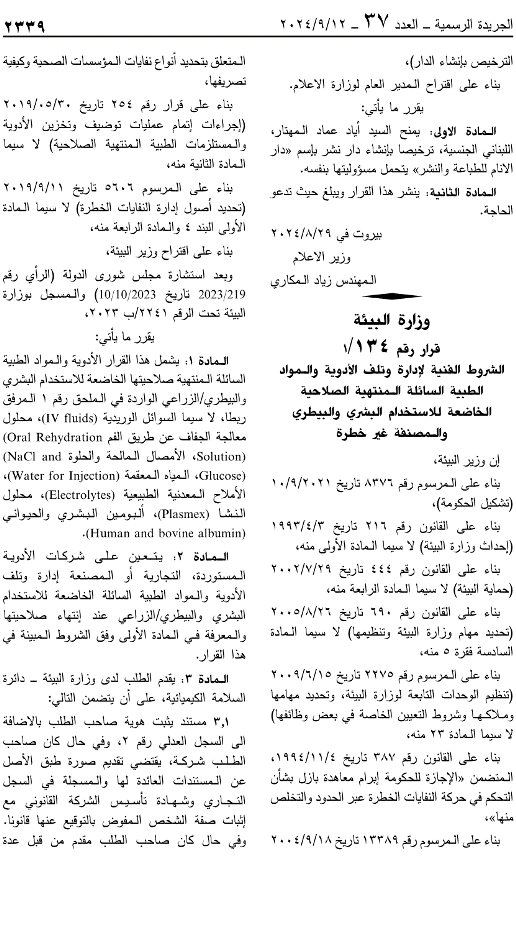 الجريدة الرسمية ــ العدد ٣٧ ــ ٢٠٢٤/٩/١٢
٢٣٣٩
الترخيص بإنشاء الدار)،
بناء على اقتراح المدير العام لوزارة الاعلام.
يقرر ما يأتي:
المادة الاولى: يمنح السيد أياد عماد المهتار،
اللبناني الجنسية، ترخيصا بإنشاء دار نشر بإسم «دار
الانام للطباعة والنشر» يتحمل مسؤوليتها بنفسه.
المادة الثانية: ينشر هذا القرار ويبلغ حيث تدعو
الحاجة.
بيروت في ٢٠٢٤/٨/٢٩
وزير الاعلام
المهندس زياد المكاري
وزارة البيئة
قرار رقم ١/١٣٤
الشروط الفنية لإدارة وتلف الأدوية والمواد
الطبية السائلة المنتهية الصلاحية
الخاضعة للاستخدام البشري والبيطري
والمصنفة غير خطرة
إن وزير البيئة،
بناء على المرسوم رقم ٨٣٧٦ تاريخ ١٠/٩/٢٠٢١
(تشكيل الحكومة)،
بناء على القانون رقم ٢١٦ تاريخ ١٩٩٣/٤/٣
(إحداث وزارة البيئة) لا سيما المادة الأولى منه،
بناء على القانون رقم ٤٤٤ تاريخ ٢٠٠٢/٧/٢٩
(حماية البيئة) لا سيما المادة الرابعة منه،
بناء على القانون رقم ٦٩٠ تاريخ ٢٠٠٥/٨/٢٦
(تحديد مهام وزارة البيئة وتنظيمها) لا سيما المادة
السادسة فقرة ٥ منه،
بناء على المرسوم رقم ٢٢٧٥ تاريخ ٢٠٠٩/٦/١٥
(تنظيم الوحدات التابعة لوزارة البيئة، وتحديد مهامها
وملاكها وشروط التعيين الخاصة في بعض وظائفها)
لا سيما المادة ٢٣ منه،
بناء على القانون رقم ٣٨٧ تاريخ ١٩٩٤/١١/٤،
المتضمن «الإجازة للحكومة إبرام معاهدة بازل بشأن
التحكم في حركة النفايات الخطرة عبر الحدود والتخلص
منها»،
بناء على المرسوم رقم ١٣٣٨٩ تاريخ ٢٠٠٤/٩/١٨
المتعلق بتحديد أنواع نفايات المؤسسات الصحية وكيفية
تصريفها،
بناء على قرار رقم ٢٥٤ تاريخ ٢٠١٩/٠٥/٣٠
(إجراءات إتمام عمليات توضيف وتخزين الأدوية
والمستلزمات الطبية المنتهية الصلاحية) لا سيما
المادة الثانية منه،
بناء على المرسوم ٥٦٠٦ تاريخ ٢٠١٩/٩/١١
(تحديد أصول إدارة النفايات الخطرة) لا سيما المادة
الأولى البند ٤ والمادة الرابعة منه،
بناء على اقتراح وزير البيئة،
وبعد استشارة مجلس شورى الدولة (الرأي رقم
2023/219 تاريخ 10/10/2023) والمسجل بوزارة
البيئة تحت الرقم ٢٢٤١/ب ٢٠٢٣،
يقرر ما يأتي:
المادة ١: يشمل هذا القرار الأدوية والمواد الطبية
السائلة المنتهية صلاحيتها الخاضعة للاستخدام البشري
والبيطري/الزراعي الواردة في الملحق رقم ١ المرفق
ربطا، لا سيما السوائل الوريدية (IV fluids)، محلول
معالجة الجفاف عن طريق الفم (Oral Rehydration
Solution)، الأمصال المالحة والحلوة (NaCl and
Glucose)، المياه المعقمة (Water for Injection)،
الأملاح المعدنية الطبيعية (Electrolytes)، محلول
النشا (Plasmex)، ألبومين البشري والحيواني
(Human and bovine albumin).
المادة ٢: يتعين على شركات الأدوية
المستوردة، التجارية أو المصنعة إدارة وتلف
الأدوية والمواد الطبية السائلة الخاضعة للاستخدام
البشري والبيطري/الزراعي عند إنتهاء صلاحيتها
والمعرفة في المادة الأولى وفق الشروط المبينة في
هذا القرار.
المادة ٣: يقدم الطلب لدى وزارة البيئة ــ دائرة
السلامة الكيميائية، على أن يتضمن التالي:
٣,١ مستند يثبت هوية صاحب الطلب بالاضافة
الى السجل العدلي رقم ٢، وفي حال كان صاحب
الطلب شركة، يقتضي تقديم صورة طبق الأصل
عن المستندات العائدة لها والمسجلة في السجل
التجاري وشهادة تأسيس الشركة القانوني مع
إثبات صفة الشخص المفوض بالتوقيع عنها قانونا.
وفي حال كان صاحب الطلب مقدم من قبل عدة